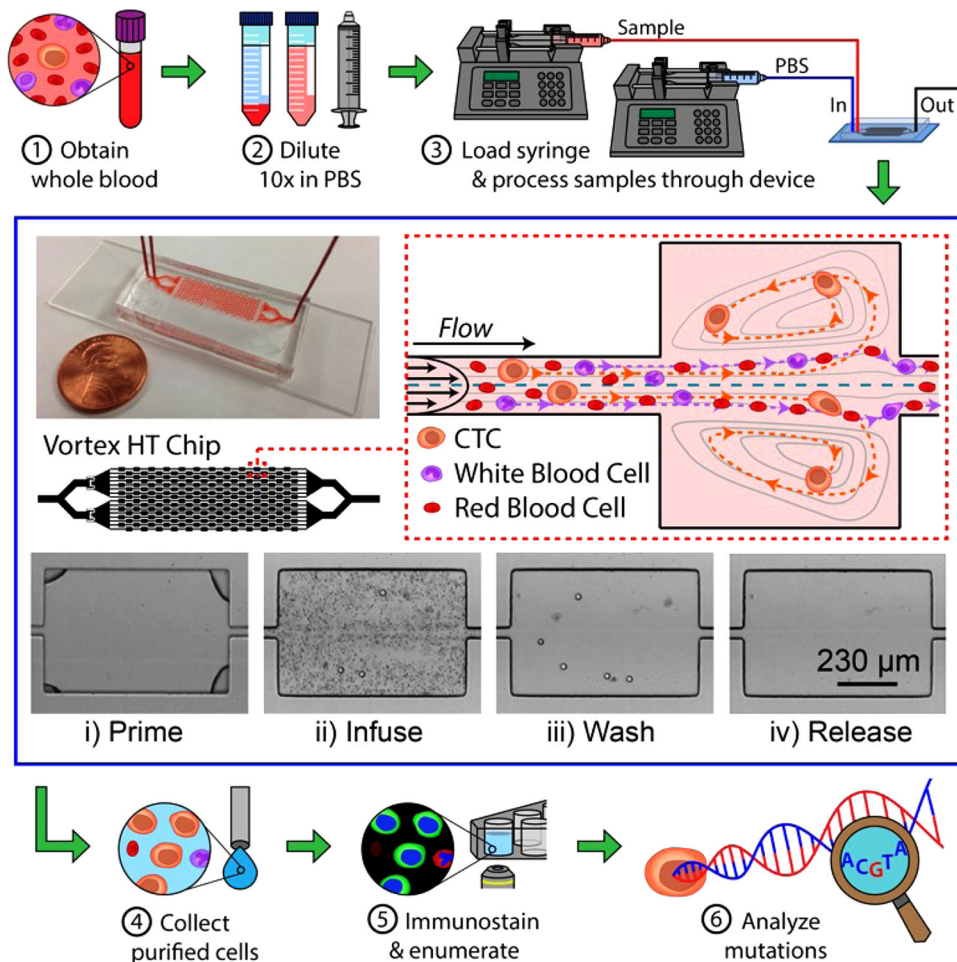 Sample
PBS
In
Out
1 Obtain
whole blood
2 Dilute
10x in PBS
3 Load syringe
& process samples through device
Flow
CTC
White Blood Cell
Red Blood Cell
Vortex HT Chip
230 µm
i) Prime
ii) Infuse
iii) Wash
iv) Release
4 Collect
purified cells
5 Immunostain
& enumerate
6 Analyze
mutations
ACGTA